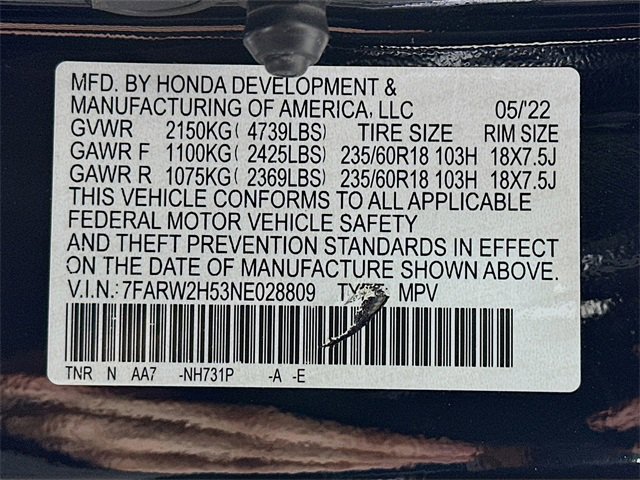 MFD. BY HONDA DEVELOPMENT &
MANUFACTURING OF AMERICA, LLC 05/'22
GVWR 2150KG( 4739LBS) TIRE SIZE RIM SIZE
GAWR F 1100KG( 2425LBS) 235/60R18 103H 18X7.5J
GAWR R 1075KG( 2369LBS) 235/60R18 103H 18X7.5J
THIS VEHICLE CONFORMS TO ALL APPLICABLE
FEDERAL MOTOR VEHICLE SAFETY
AND THEFT PREVENTION STANDARDS IN EFFECT
ON THE DATE OF MANUFACTURE SHOWN ABOVE.
V.I.N.: 7FARW2H53NE028809 MPV
TNR N AA7 -NH731P -A -E